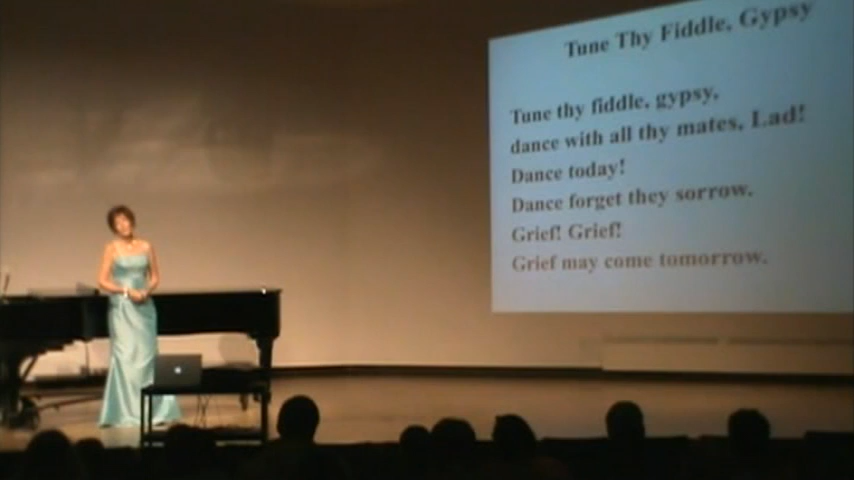 Tune Thy Fiddle, Gypsy
Tune thy fiddle, gypsy,
dance with all thy mates, Lad!
Dance today!
Dance forget they sorrow.
Grief! Grief!
Grief may come tomorrow.